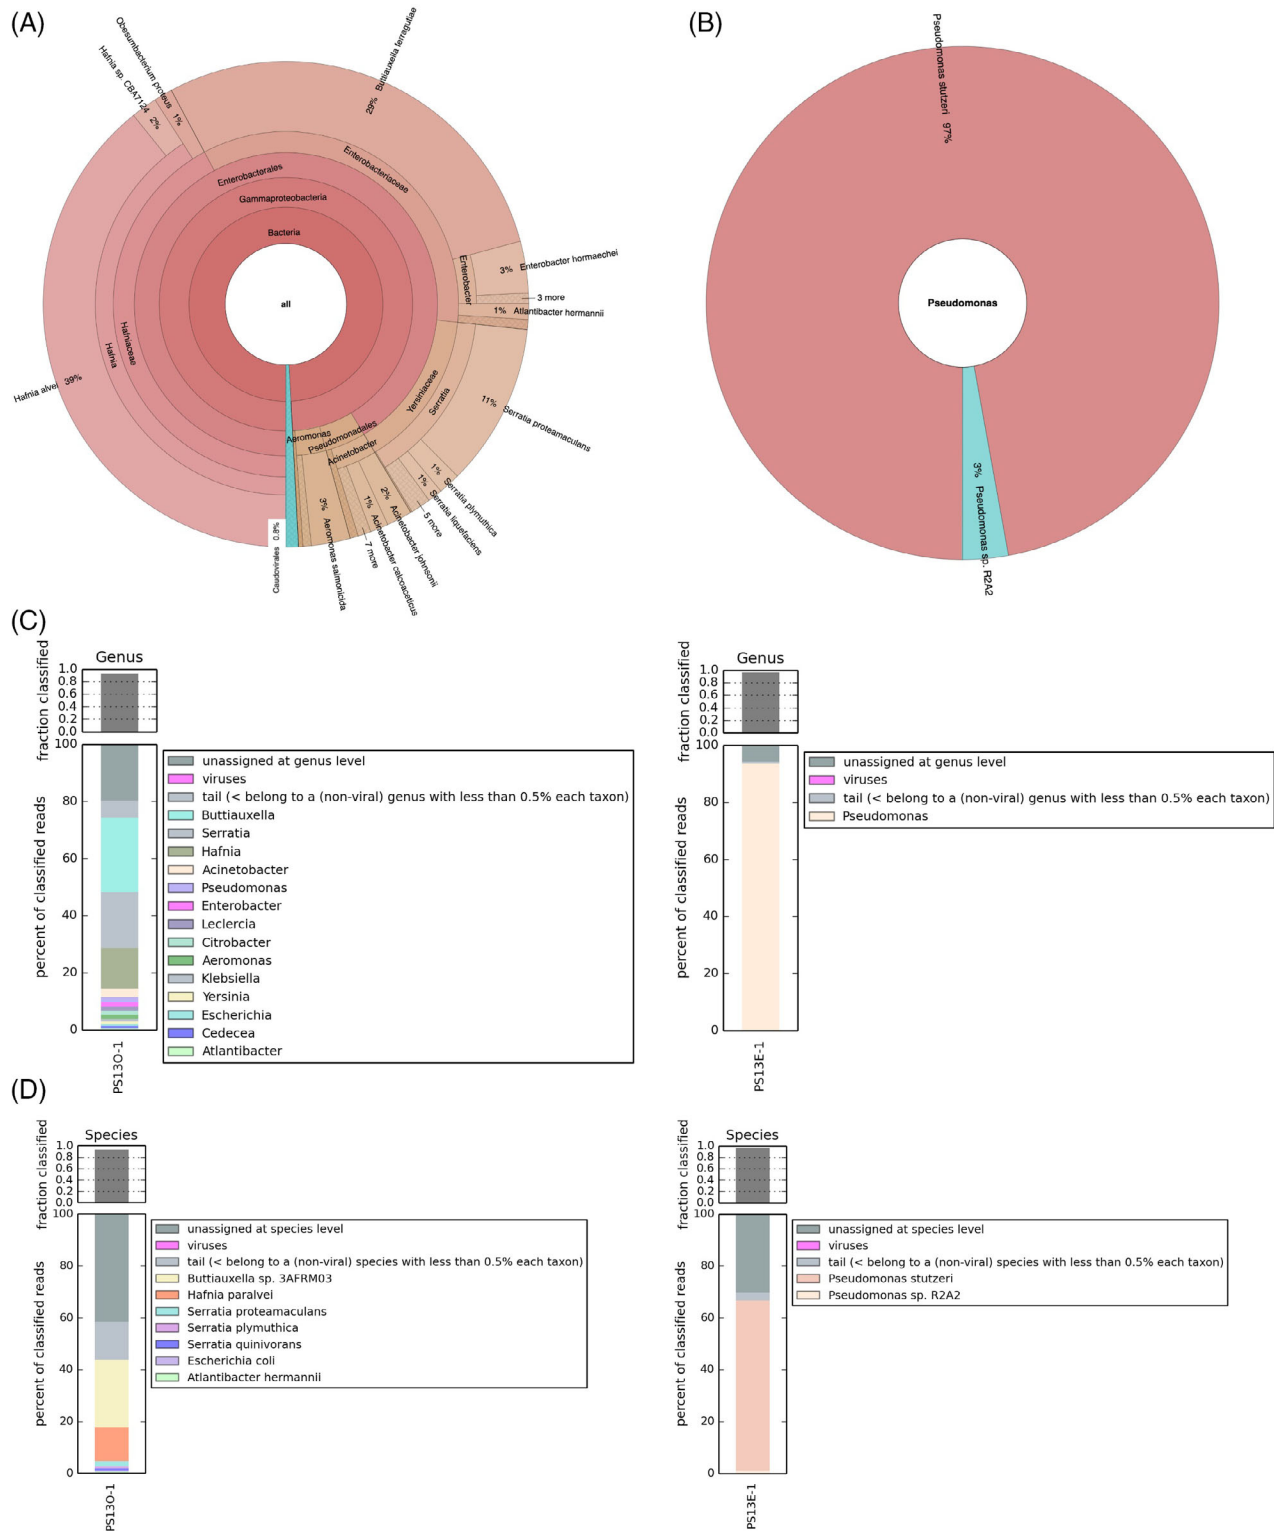 (A)
Obesumbacterium proteus 1%
Hafnia sp. CBA7124 2%
29% Buttiauxella ferragutiae
Enterobacteriaceae
Enterobacterales
Gammaproteobacteria
Bacteria
all
Enterobacter
3% Enterobacter hormaechei
3 more
1% Atlantibacter hermannii
Hafniaceae
Hafnia
Hafnia alvei 39%
Yersiniaceae
Serratia
11% Serratia proteamaculans
1% Serratia plymuthica
1% Serratia liquefaciens
5 more
Aeromonas
Pseudomonadales
Acinetobacter
2% Acinetobacter johnsonii
1% Acinetobacter calcoaceticus
7 more
3% Aeromonas salmonicida
Caudovirales 0.8%
(B)
Pseudomonas stutzeri 97%
Pseudomonas
3% Pseudomonas sp. R2A2
(C)
Genus
fraction classified
1.0
0.8
0.6
0.4
0.2
0.0
percent of classified reads
100
80
60
40
20
0
PS13O-1
unassigned at genus level
viruses
tail (< belong to a (non-viral) genus with less than 0.5% each taxon)
Buttiauxella
Serratia
Hafnia
Acinetobacter
Pseudomonas
Enterobacter
Leclercia
Citrobacter
Aeromonas
Klebsiella
Yersinia
Escherichia
Cedecea
Atlantibacter
Genus
fraction classified
1.0
0.8
0.6
0.4
0.2
0.0
percent of classified reads
100
80
60
40
20
0
PS13E-1
unassigned at genus level
viruses
tail (< belong to a (non-viral) genus with less than 0.5% each taxon)
Pseudomonas
(D)
Species
fraction classified
1.0
0.8
0.6
0.4
0.2
0.0
percent of classified reads
100
80
60
40
20
0
PS13O-1
unassigned at species level
viruses
tail (< belong to a (non-viral) species with less than 0.5% each taxon)
Buttiauxella sp. 3AFRM03
Hafnia paralvei
Serratia proteamaculans
Serratia plymuthica
Serratia quinivorans
Escherichia coli
Atlantibacter hermannii
Species
fraction classified
1.0
0.8
0.6
0.4
0.2
0.0
percent of classified reads
100
80
60
40
20
0
PS13E-1
unassigned at species level
viruses
tail (< belong to a (non-viral) species with less than 0.5% each taxon)
Pseudomonas stutzeri
Pseudomonas sp. R2A2